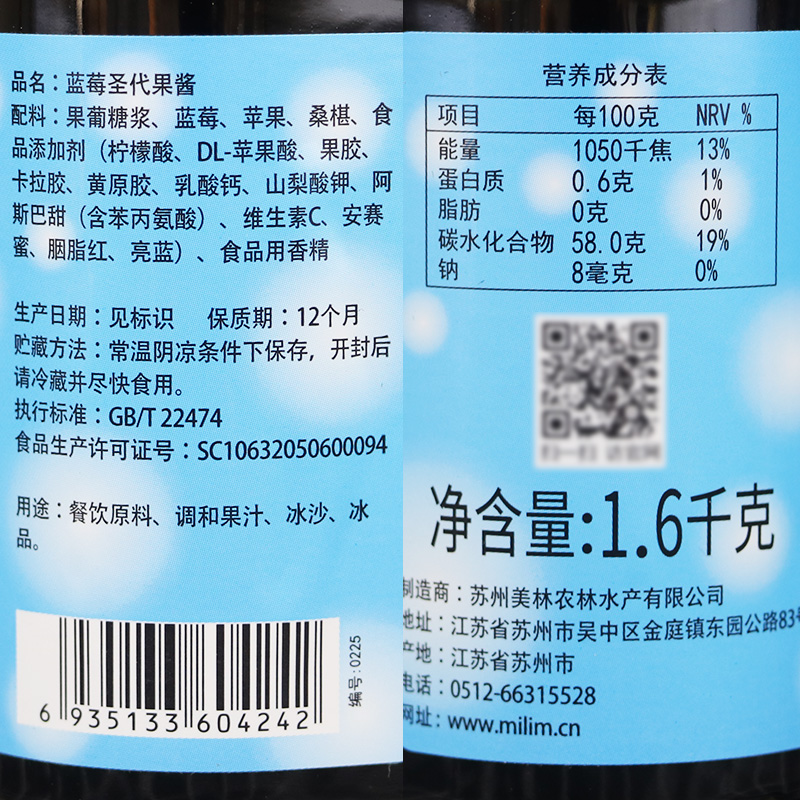 品名：蓝莓圣代果酱
配料：果葡糖浆、蓝莓、苹果、桑椹、食
品添加剂（柠檬酸、DL-苹果酸、果胶、
卡拉胶、黄原胶、乳酸钙、山梨酸钾、阿
斯巴甜（含苯丙氨酸）、维生素C、安赛
蜜、胭脂红、亮蓝）、食品用香精
生产日期：见标识 保质期：12个月
贮藏方法：常温阴凉条件下保存，开封后
请冷藏并尽快食用。
执行标准：GB/T 22474
食品生产许可证号：SC10632050600094
用途：餐饮原料、调和果汁、冰沙、冰
品。
编号:0225
6 935133 604242
营养成分表
项目 每100克 NRV %
能量 1050千焦 13%
蛋白质 0.6克 1%
脂肪 0克 0%
碳水化合物 58.0克 19%
钠 8毫克 0%
净含量:1.6千克
制造商：苏州美林农林水产有限公司
地址：江苏省苏州市吴中区金庭镇东园公路83号
产地：江苏省苏州市
电话：0512-66315528
网址：www.milim.cn